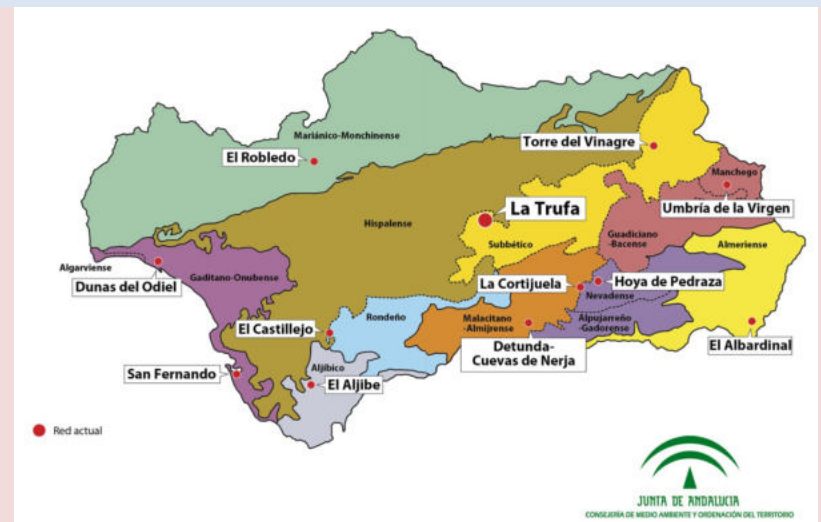 Mariánico-Monchinense
El Robledo
Torre del Vinagre
Manchego
Umbría de la Virgen
La Trufa
Hispalense
Subbético
Guadiciano
-Bacense
Almeriense
Algarviense
Dunas del Odiel
Gaditano-Onubense
La Cortijuela
Hoya de Pedraza
Nevadense
El Castillejo
Rondeño
Malacitano
-Almijrense
Alpujarreño-
Gadorense
El Albardinal
Detunda-
Cuevas de Nerja
San Fernando
Aljíbico
El Aljibe
Red actual
JUNTA DE ANDALUCIA
CONSEJERÍA DE MEDIO AMBIENTE Y ORDENACIÓN DEL TERRITORIO